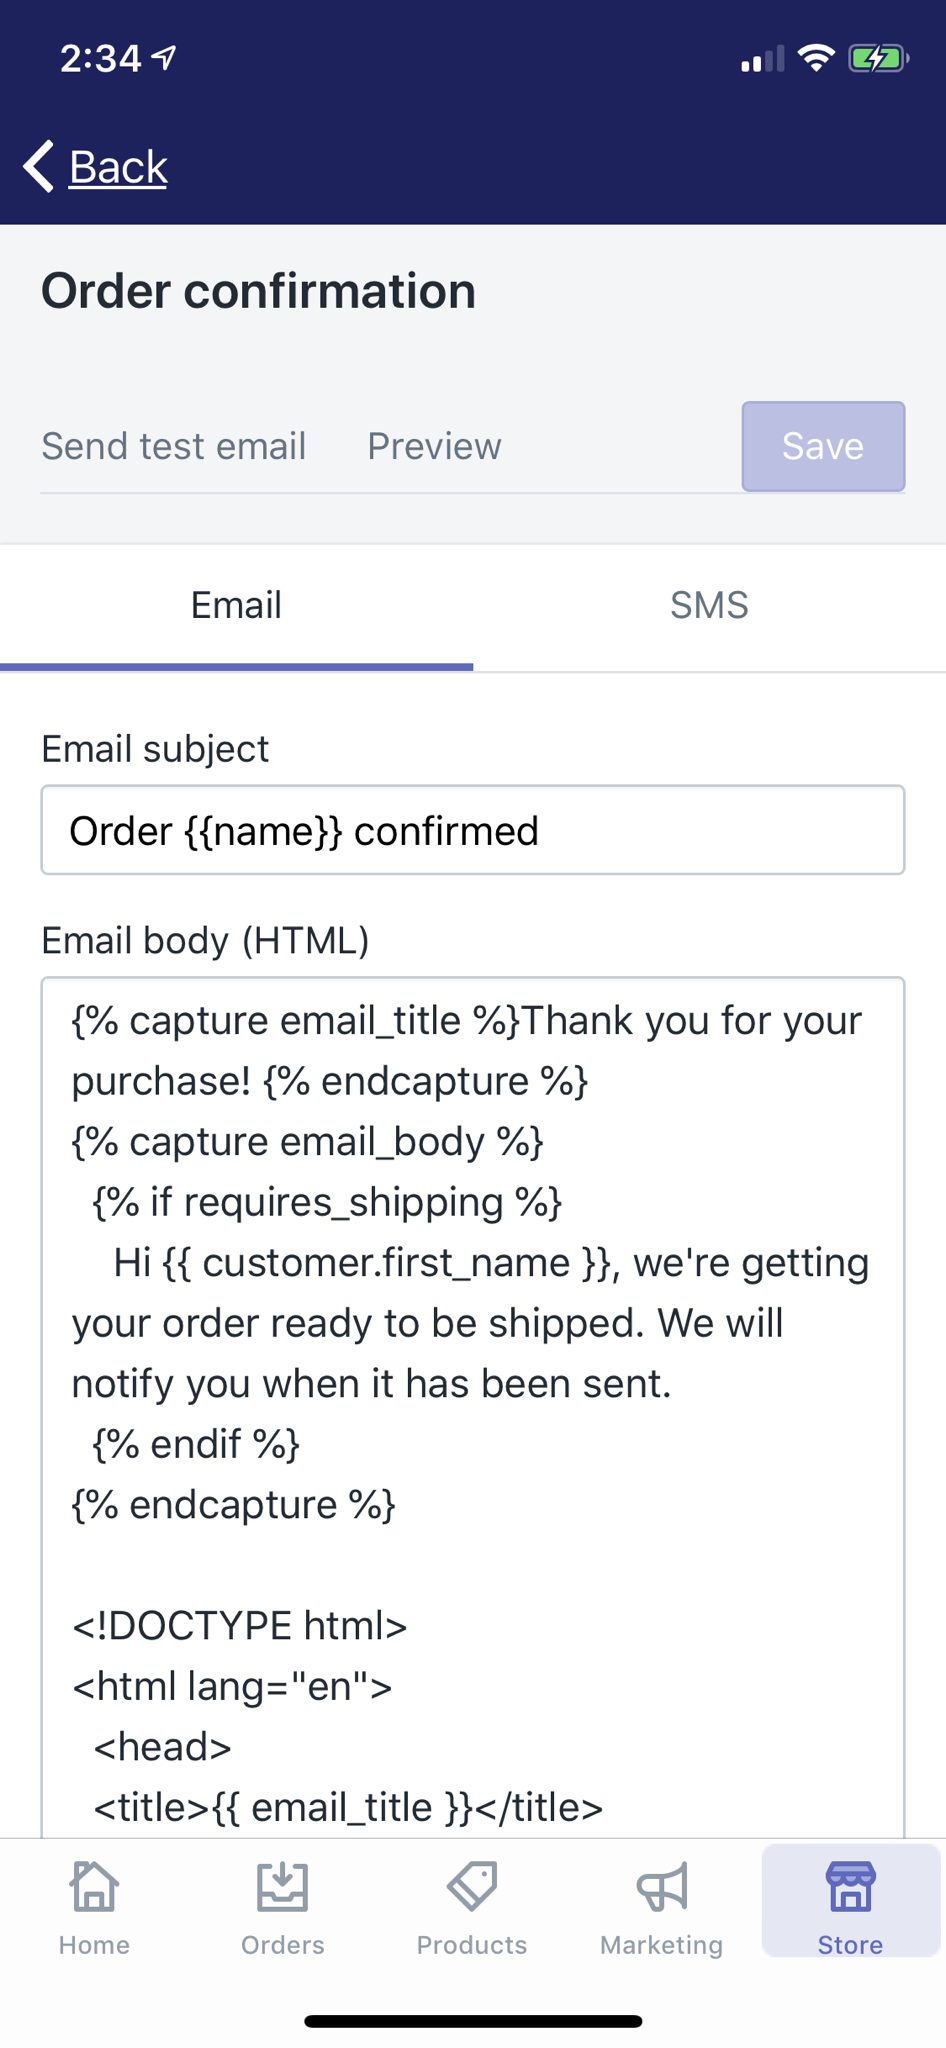 2:34
Back
Order confirmation
Send test email Preview Save
Email SMS
Email subject
Order {{name}} confirmed
Email body (HTML)
{% capture email_title %}Thank you for your
purchase! {% endcapture %}
{% capture email_body %}
{% if requires_shipping %}
Hi {{ customer.first_name }}, we're getting
your order ready to be shipped. We will
notify you when it has been sent.
{% endif %}
{% endcapture %}
<!DOCTYPE html>
<html lang="en">
<head>
<title>{{ email_title }}</title>
Home Orders Products Marketing Store